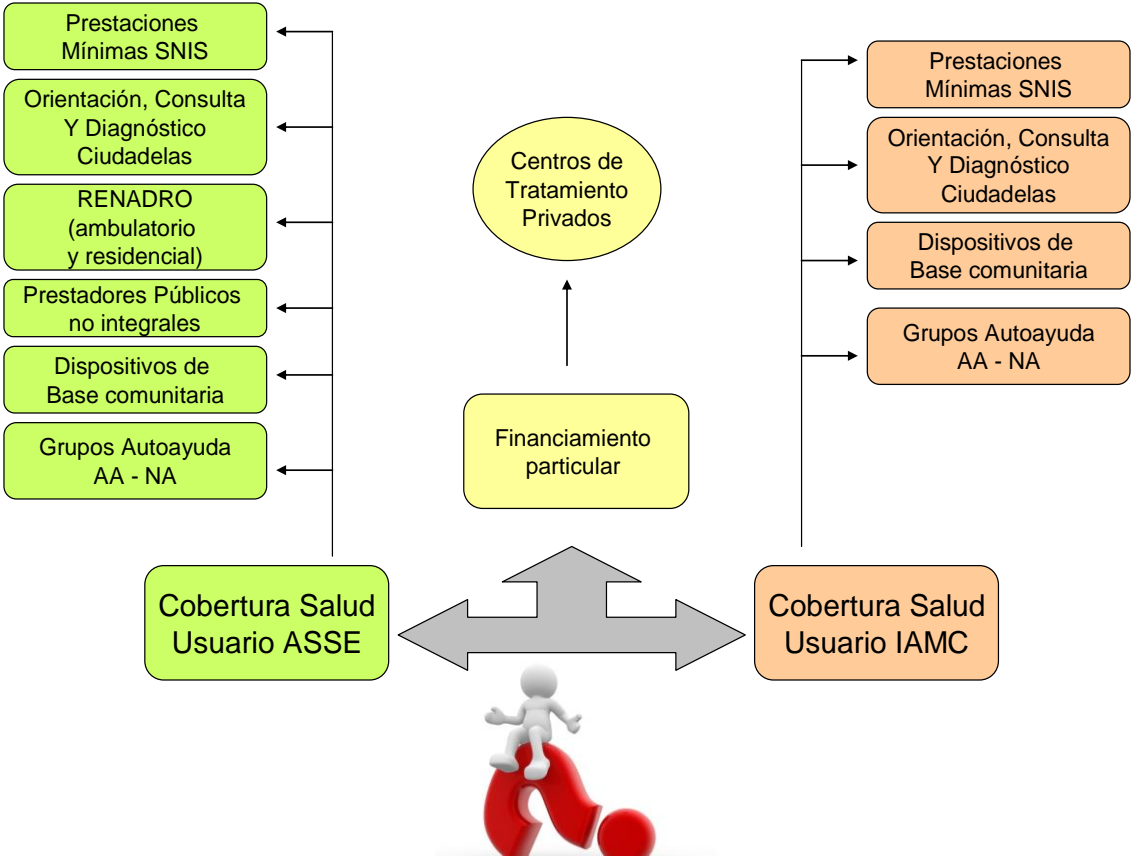 Prestaciones
Mínimas SNIS
Orientación, Consulta
Y Diagnóstico
Ciudadelas
RENADRO
(ambulatorio
y residencial)
Prestadores Públicos
no integrales
Dispositivos de
Base comunitaria
Grupos Autoayuda
AA - NA
Cobertura Salud
Usuario ASSE
Centros de
Tratamiento
Privados
Financiamiento
particular
Prestaciones
Mínimas SNIS
Orientación, Consulta
Y Diagnóstico
Ciudadelas
Dispositivos de
Base comunitaria
Grupos Autoayuda
AA - NA
Cobertura Salud
Usuario IAMC